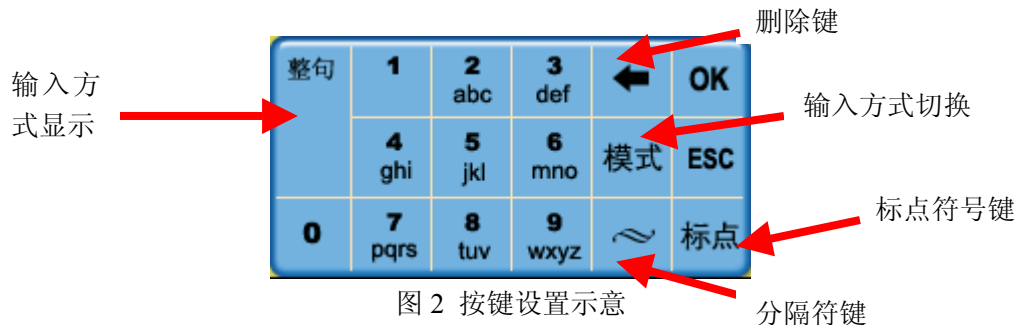 删除键
输入方
式显示
整句
1
2
abc
3
def
OK
输入方式切换
4
ghi
5
jkl
6
mno
模式
ESC
标点符号键
0
7
pqrs
8
tuv
9
wxyz
标点
图 2 按键设置示意
分隔符键